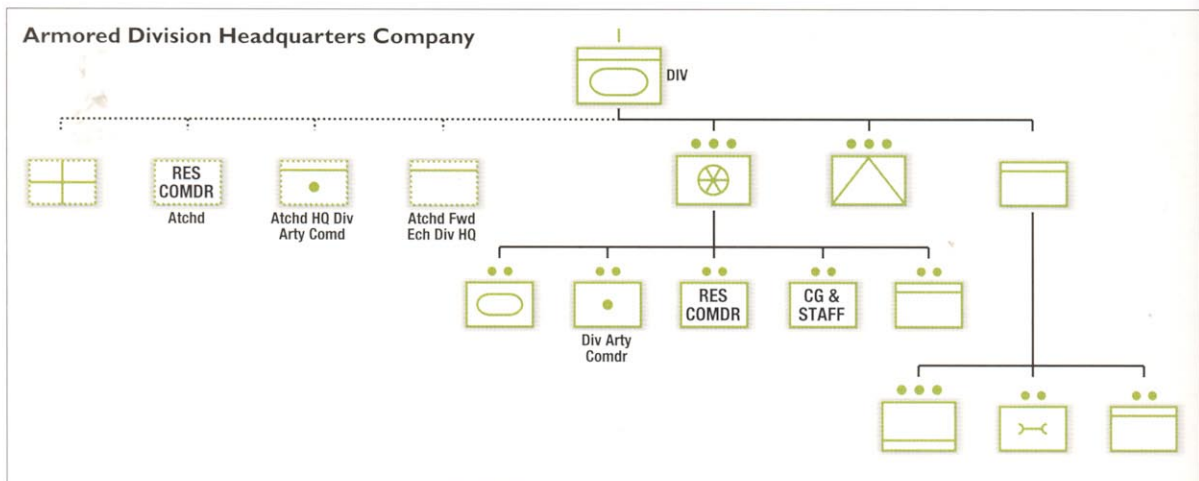 Armored Division Headquarters Company
DIV
RES
COMDR
Atchd
Atchd HQ Div
Arty Comd
Atchd Fwd
Ech Div HQ
Div Arty
Comdr
RES
COMDR
CG &
STAFF